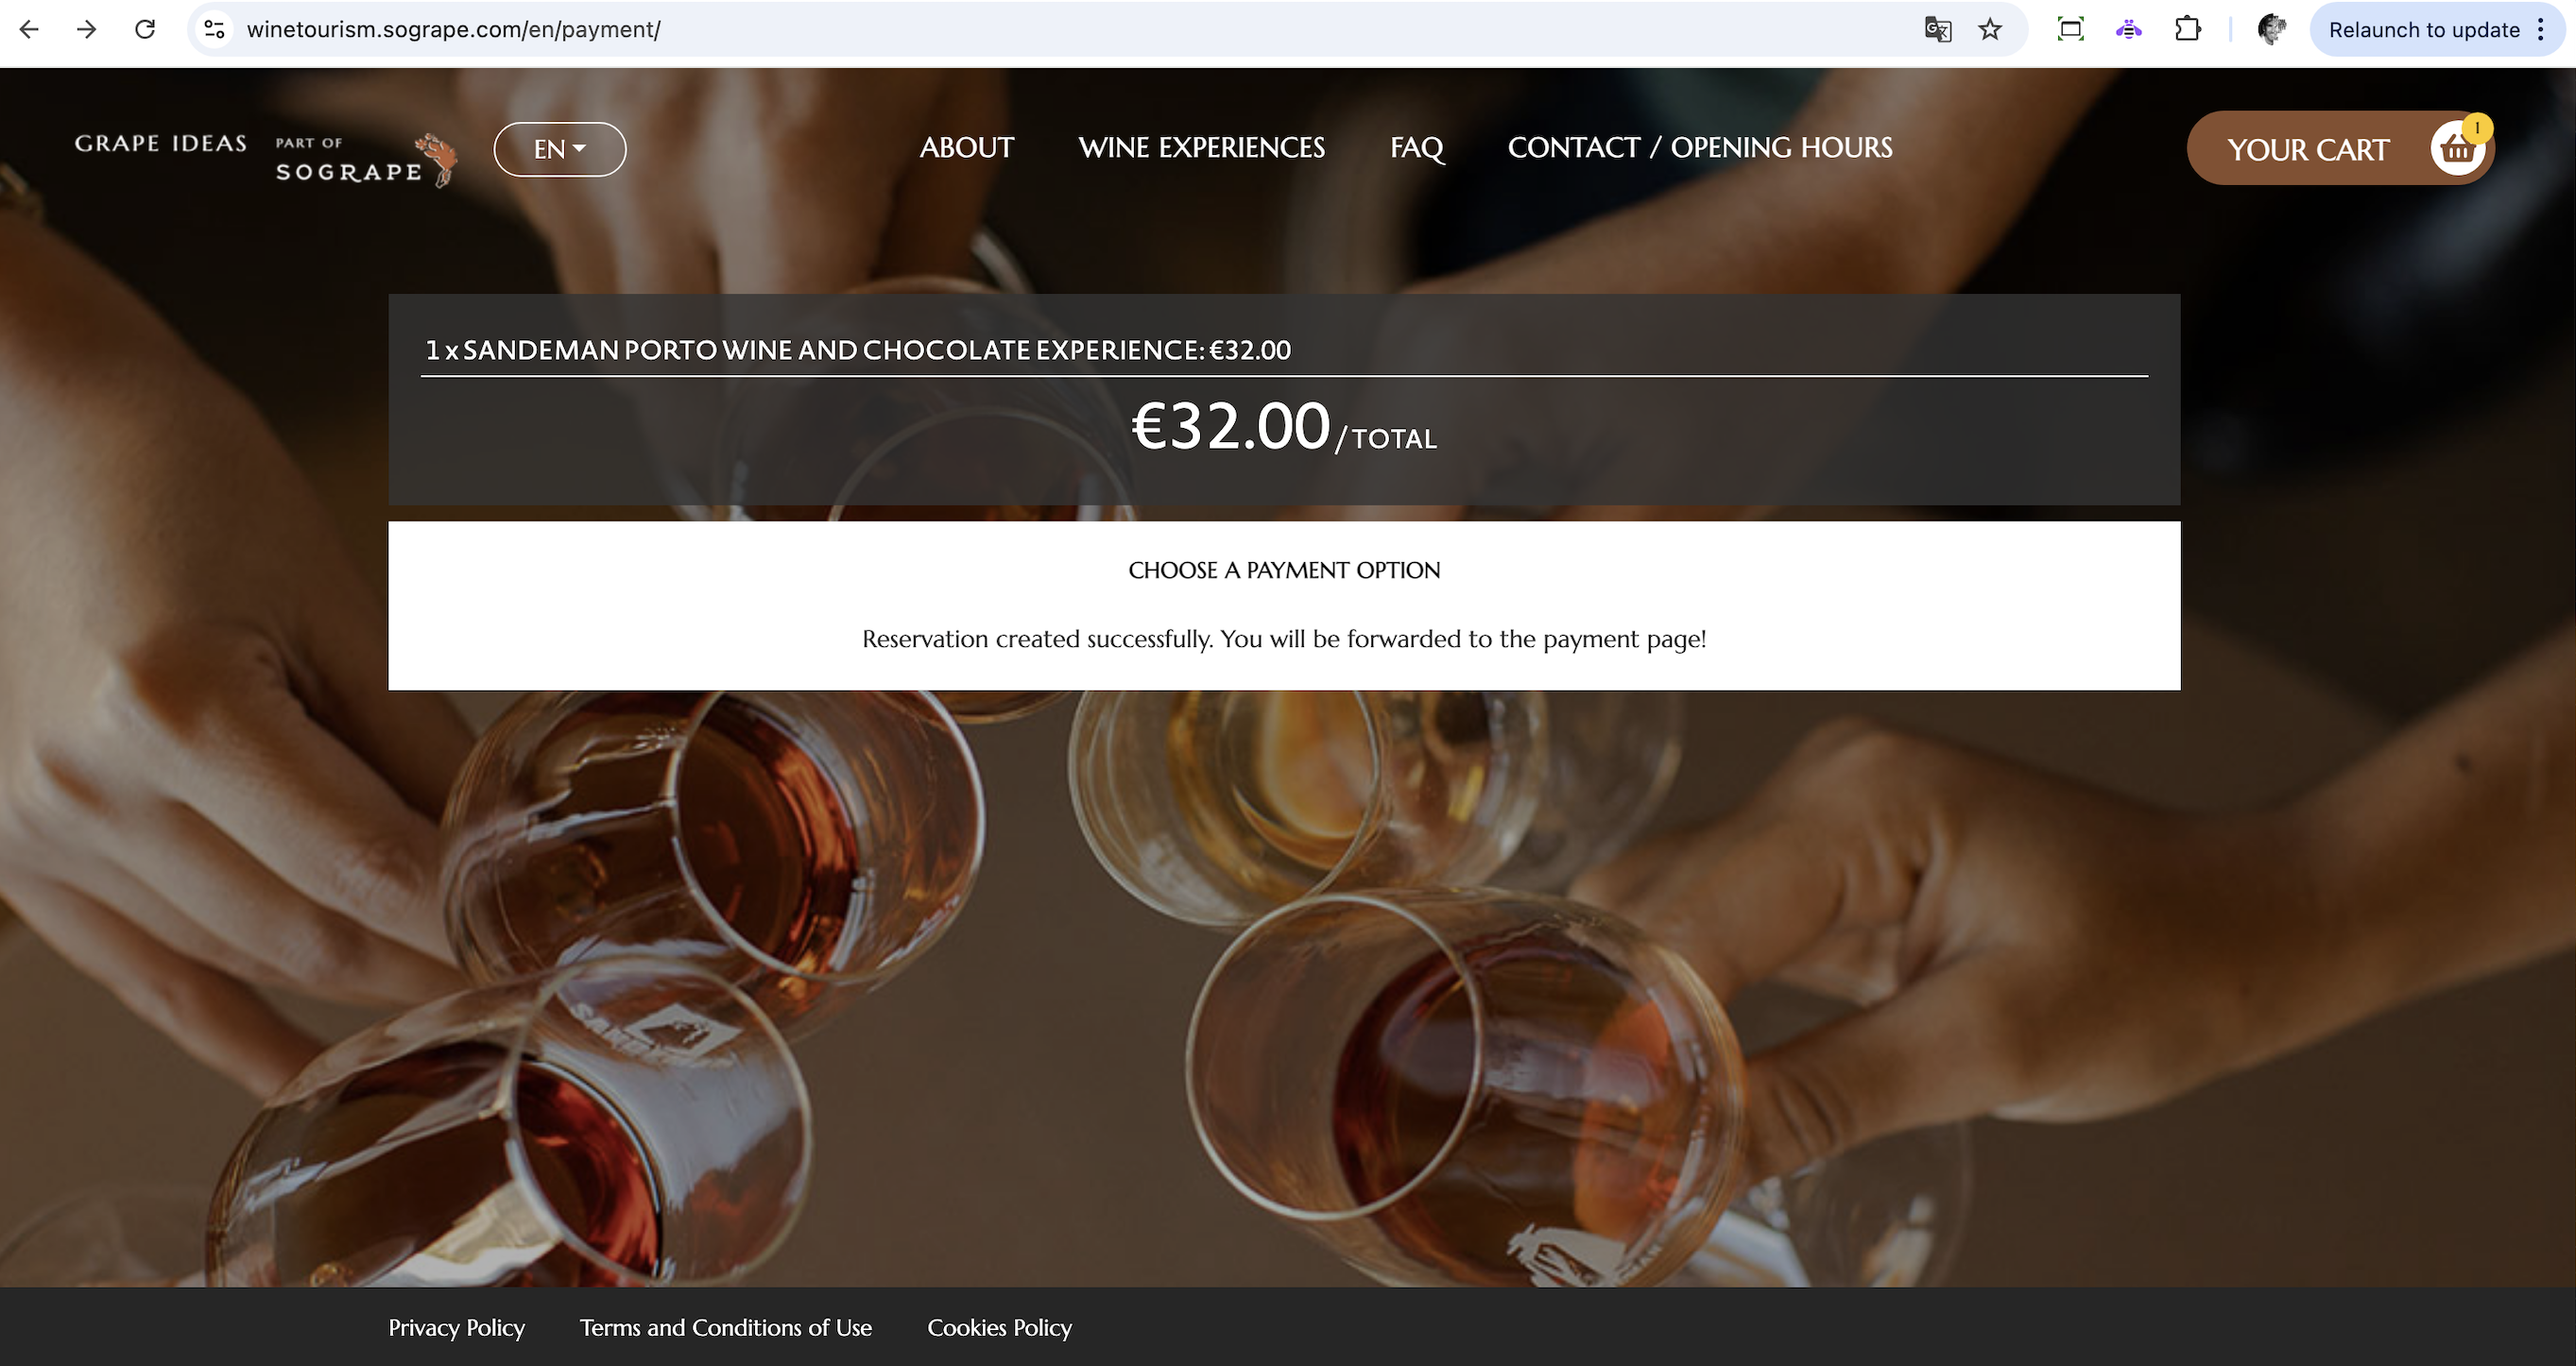 winetourism.sogrape.com/en/payment/
Relaunch to update
GRAPE IDEAS
PART OF
SOGRAPE
EN
ABOUT
WINE EXPERIENCES
FAQ
CONTACT / OPENING HOURS
YOUR CART
1
1 x SANDEMAN PORTO WINE AND CHOCOLATE EXPERIENCE: €32.00
€32.00/TOTAL
CHOOSE A PAYMENT OPTION
Reservation created successfully. You will be forwarded to the payment page!
Privacy Policy
Terms and Conditions of Use
Cookies Policy